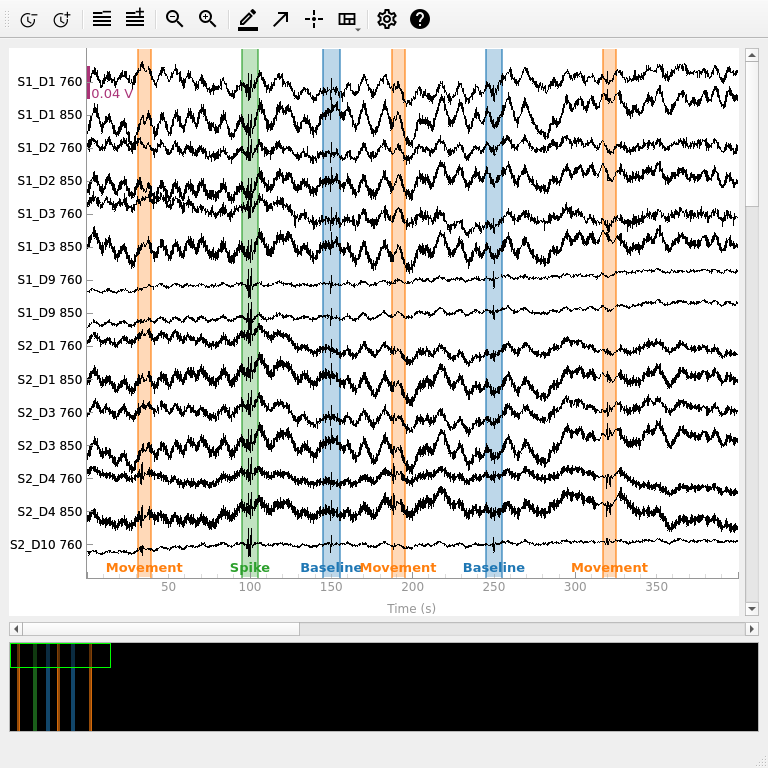 S1_D1 760
0.04 V
S1_D1 850
S1_D2 760
S1_D2 850
S1_D3 760
S1_D3 850
S1_D9 760
S1_D9 850
S2_D1 760
S2_D1 850
S2_D3 760
S2_D3 850
S2_D4 760
S2_D4 850
S2_D10 760
Movement Spike Baseline Movement Baseline Movement
50 100 150 200 250 300 350
Time (s)